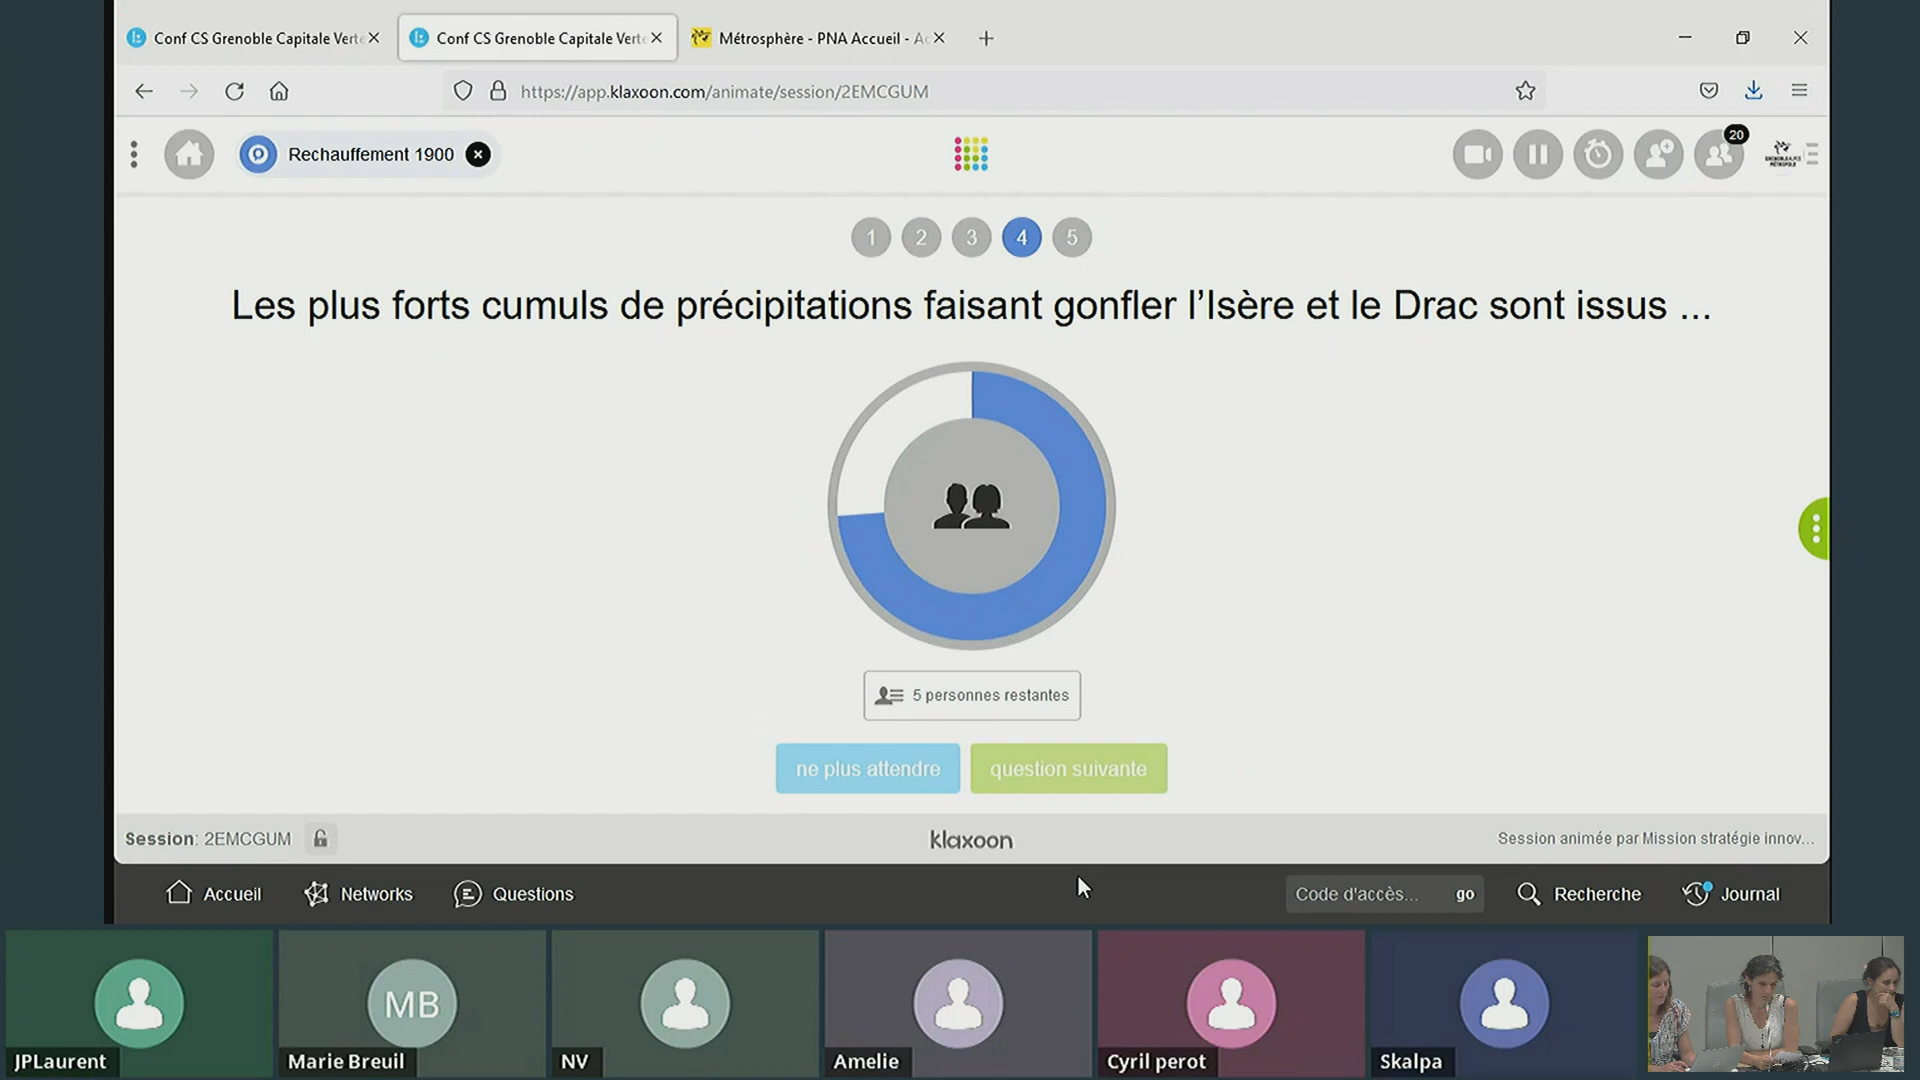 Conf CS Grenoble Capitale Verte
Conf CS Grenoble Capitale Verte
Métrosphère - PNA Accueil - Ac
https://app.klaxoon.com/animate/session/2EMCGUM
Rechauffement 1900
20
1 2 3 4 5
Les plus forts cumuls de précipitations faisant gonfler l’Isère et le Drac sont issus ...
5 personnes restantes
ne plus attendre
question suivante
Session: 2EMCGUM
klaxoon
Session animée par Mission stratégie innov...
Accueil
Networks
Questions
Code d'accès...
go
Recherche
Journal
MB
JPLaurent
Marie Breuil
NV
Amelie
Cyril perot
Skalpa